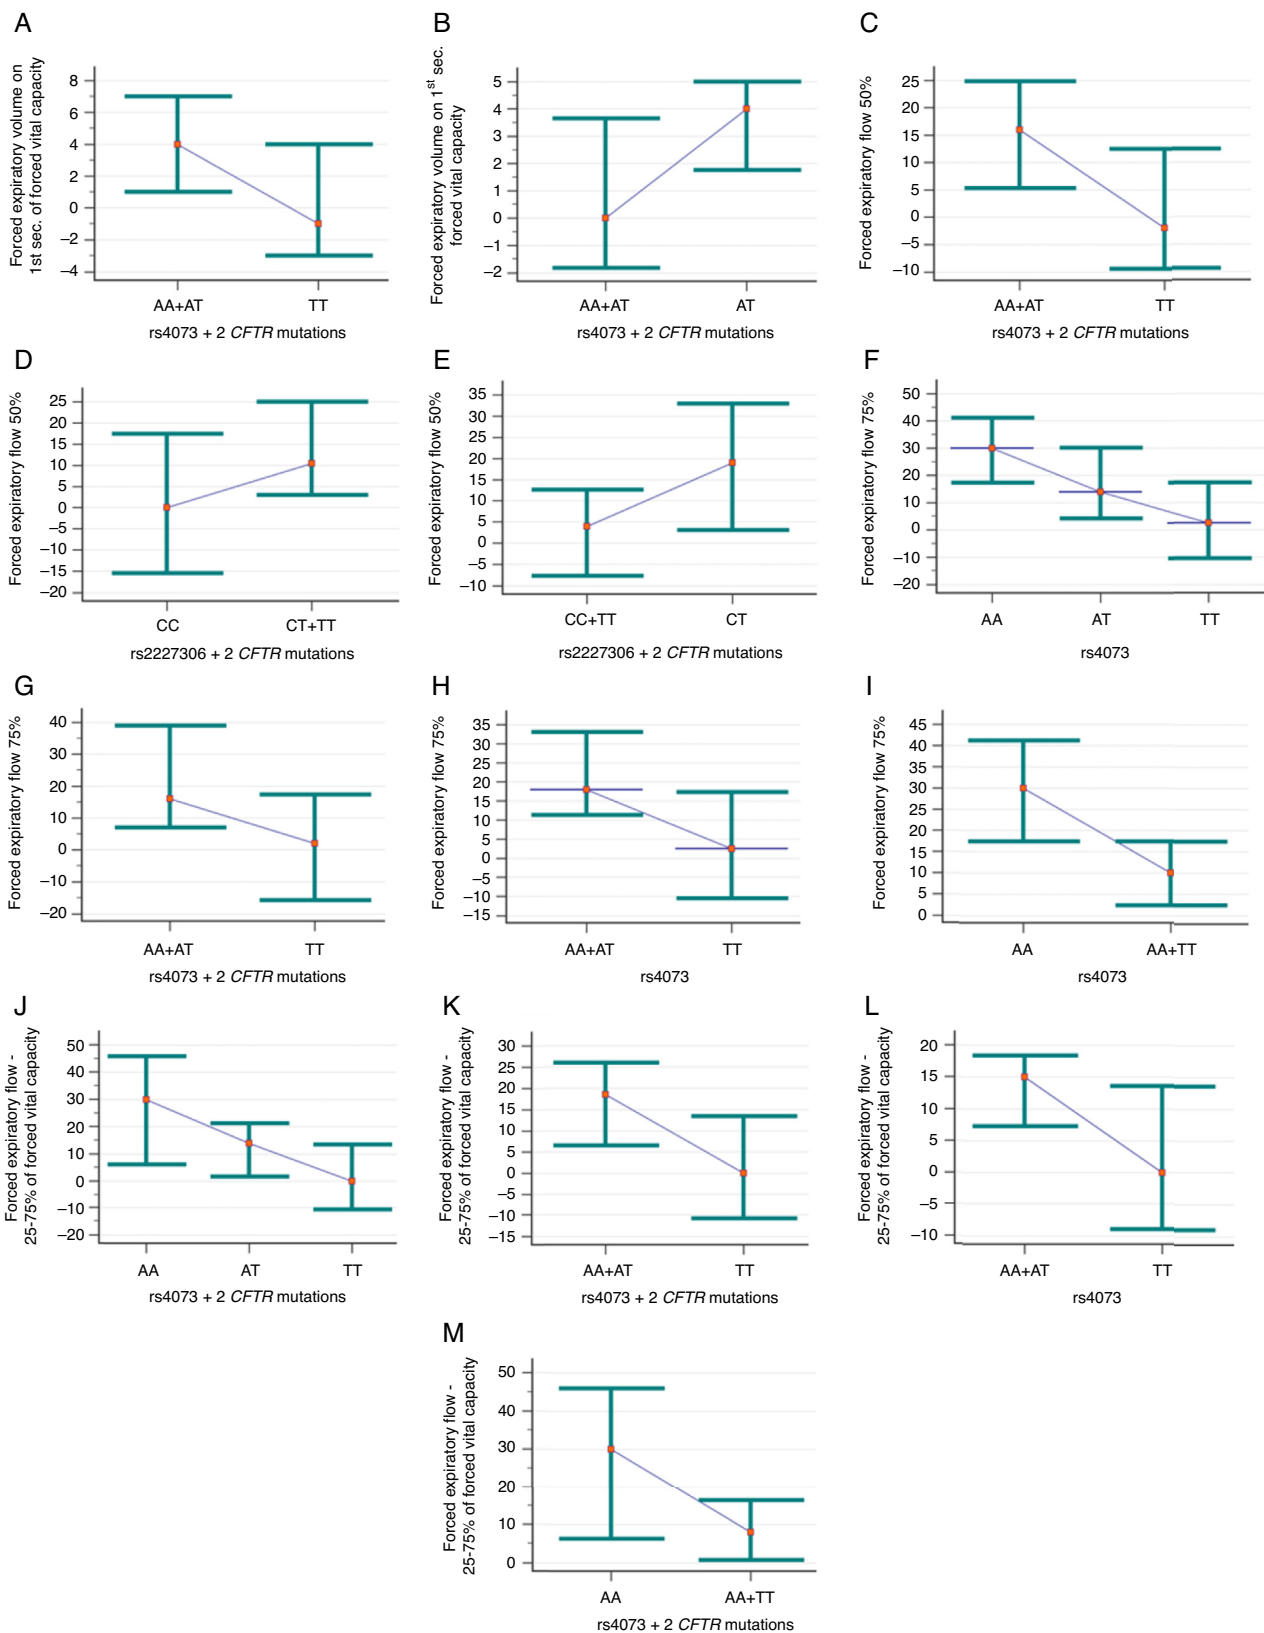 A
Forced expiratory volume on
1st sec. of forced vital capacity
8
6
4
2
0
−2
−4
AA+AT
TT
rs4073 + 2 CFTR mutations
B
Forced expiratory volume on 1st sec.
forced vital capacity
5
4
3
2
1
0
−1
−2
AA+AT
AT
rs4073 + 2 CFTR mutations
C
Forced expiratory flow 50%
25
20
15
10
5
0
−5
−10
AA+AT
TT
rs4073 + 2 CFTR mutations
D
Forced expiratory flow 50%
25
20
15
10
5
0
−5
−10
−15
−20
CC
CT+TT
rs2227306 + 2 CFTR mutations
E
Forced expiratory flow 50%
35
30
25
20
15
10
5
0
−5
−10
CC+TT
CT
rs2227306 + 2 CFTR mutations
F
Forced expiratory flow 75%
50
40
30
20
10
0
−10
−20
AA
AT
TT
rs4073
G
Forced expiratory flow 75%
40
30
20
10
0
−10
−20
AA+AT
TT
rs4073 + 2 CFTR mutations
H
Forced expiratory flow 75%
35
30
25
20
15
10
5
0
−5
−10
−15
AA+AT
TT
rs4073
I
Forced expiratory flow 75%
45
40
35
30
25
20
15
10
5
0
AA
AA+TT
rs4073
J
Forced expiratory flow -
25-75% of forced vital capacity
50
40
30
20
10
0
−10
−20
AA
AT
TT
rs4073 + 2 CFTR mutations
K
Forced expiratory flow -
25-75% of forced vital capacity
30
25
20
15
10
5
0
−5
−10
−15
AA+AT
TT
rs4073 + 2 CFTR mutations
L
Forced expiratory flow -
25-75% of forced vital capacity
20
15
10
5
0
−5
−10
AA+AT
TT
rs4073
M
Forced expiratory flow -
25-75% of forced vital capacity
50
40
30
20
10
0
AA
AA+TT
rs4073 + 2 CFTR mutations